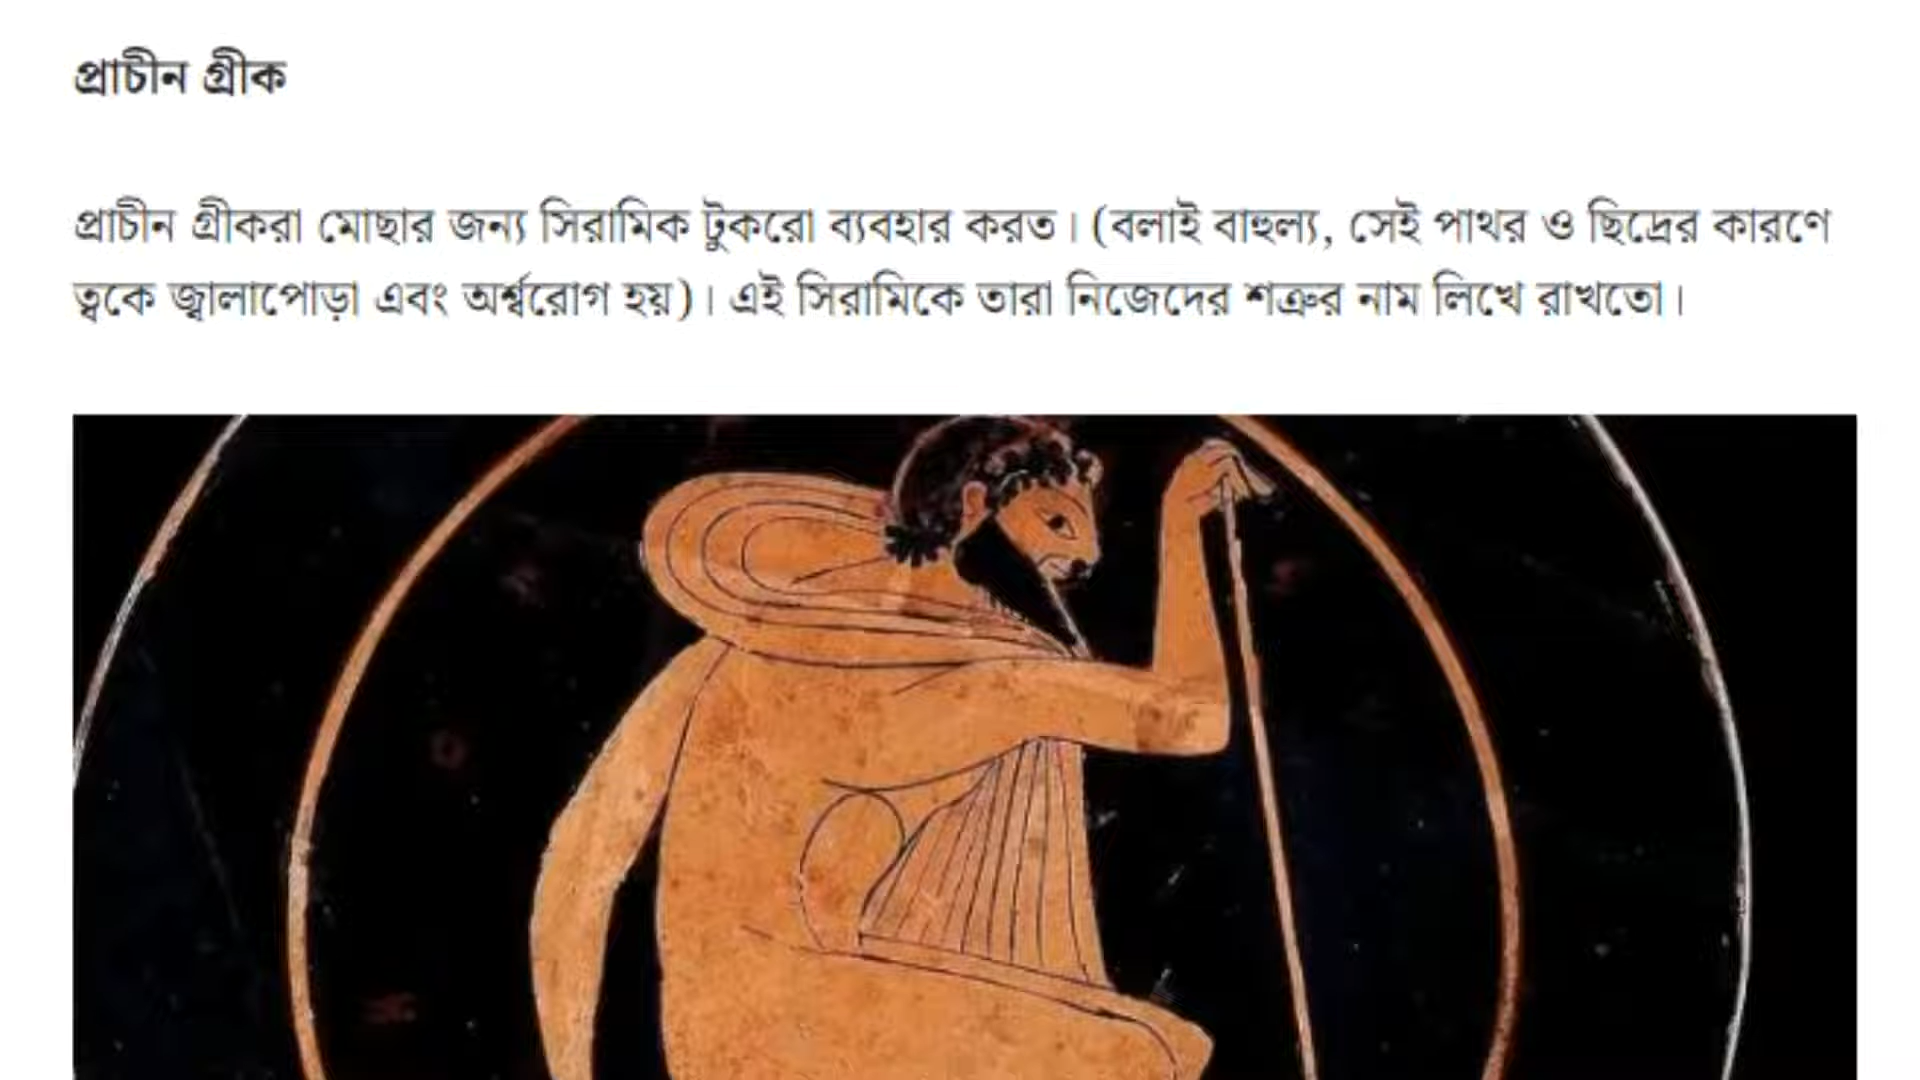 প্রাচীন গ্রীক
প্রাচীন গ্রীকরা মোছার জন্য সিরামিক টুকরো ব্যবহার করত। (বলাই বাহুল্য, সেই পাথর ও ছিদ্রের কারণে
ত্বকে জ্বালাপোড়া এবং অর্শ্বরোগ হয়)। এই সিরামিকে তারা নিজেদের শত্রুর নাম লিখে রাখতো।